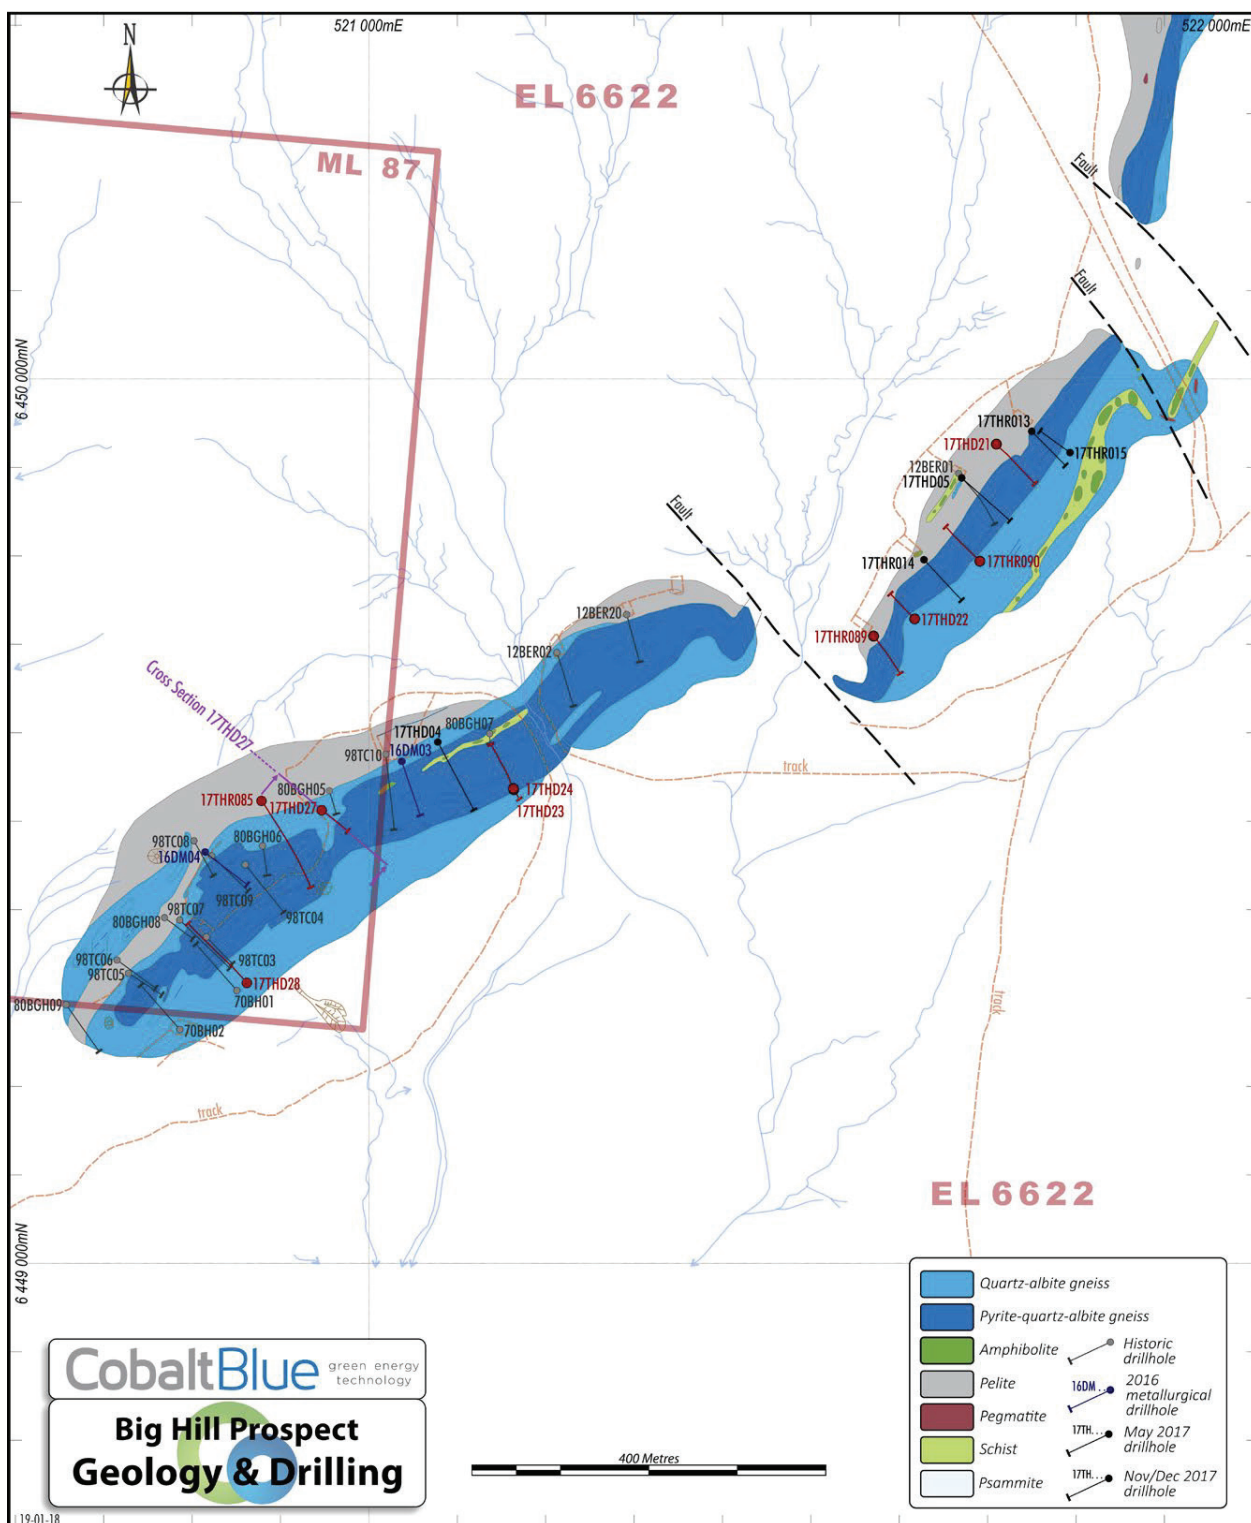 521 000mE
522 000mE
N
EL 6622
ML 87
Fault
Fault
6 450 000mN
17THR013
17THD21
17THR015
12BER01
17THD05
Fault
17THR014
17THR090
12BER20
17THD22
17THR089
12BER02
Cross Section 17THD27
80BGH07
17THD04
98TC10
16DM03
track
80BGH05
17THD24
17THR085
17THD27
17THD23
98TC08
80BGH06
16DM04
98TC09
98TC07
98TC04
80BGH08
98TC06
98TC03
98TC05
17THD28
70BH01
80BGH09
70BH02
track
track
EL 6622
6 449 000mN
Quartz-albite gneiss
Pyrite-quartz-albite gneiss
Amphibolite
Historic
drillhole
Pelite
16DM ...
2016
metallurgical
drillhole
Pegmatite
17TH....
May 2017
drillhole
Schist
Psammite
17TH....
Nov/Dec 2017
drillhole
CobaltBlue
green energy
technology
Big Hill Prospect
Geology & Drilling
400 Metres
19-01-18